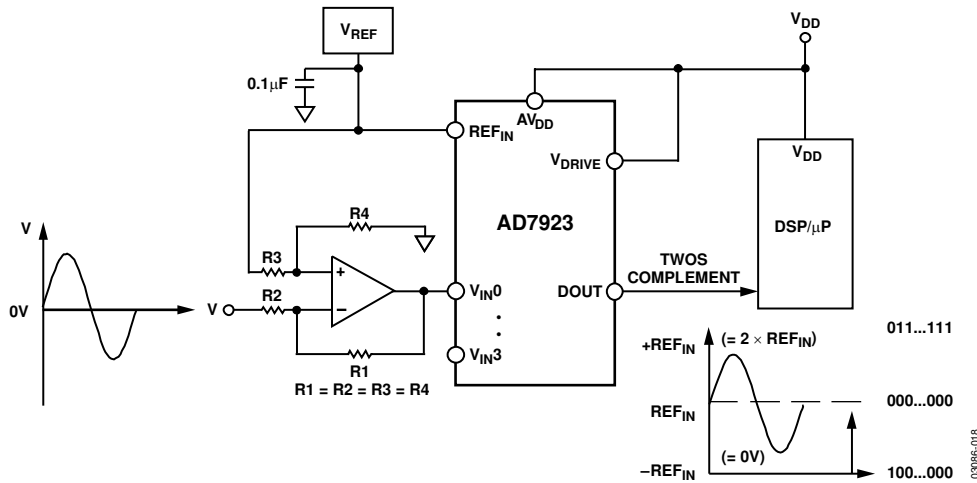 VREF
0.1µF
VDD
AVDD
REFIN
VDRIVE
VDD
AD7923
DSP/µP
V
0V
R4
R3
R2
V
+
–
VIN0
VIN3
R1
R1 = R2 = R3 = R4
DOUT
TWOS
COMPLEMENT
+REFIN (= 2 × REFIN) 011...111
REFIN 000...000
–REFIN (= 0V) 100...000
03086-018